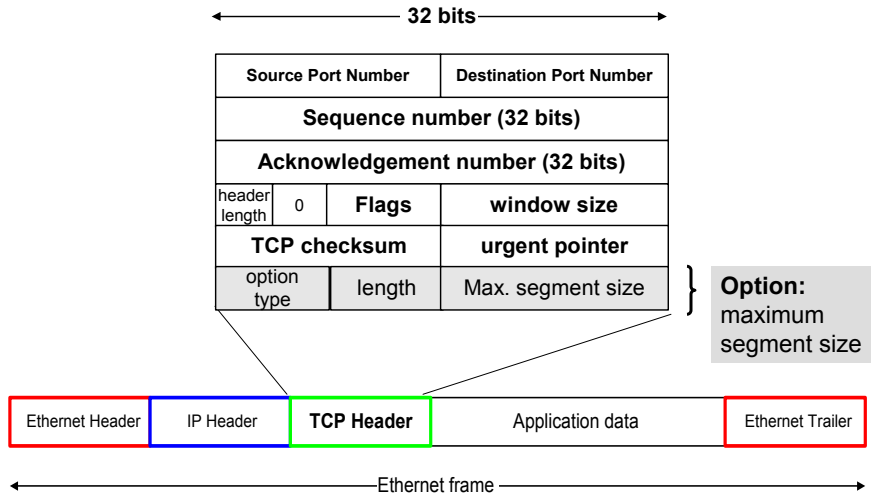 32 bits
Source Port Number Destination Port Number
Sequence number (32 bits)
Acknowledgement number (32 bits)
header
length 0 Flags window size
TCP checksum urgent pointer
option
type length Max. segment size
Option:
maximum
segment size
Ethernet Header IP Header TCP Header Application data Ethernet Trailer
Ethernet frame